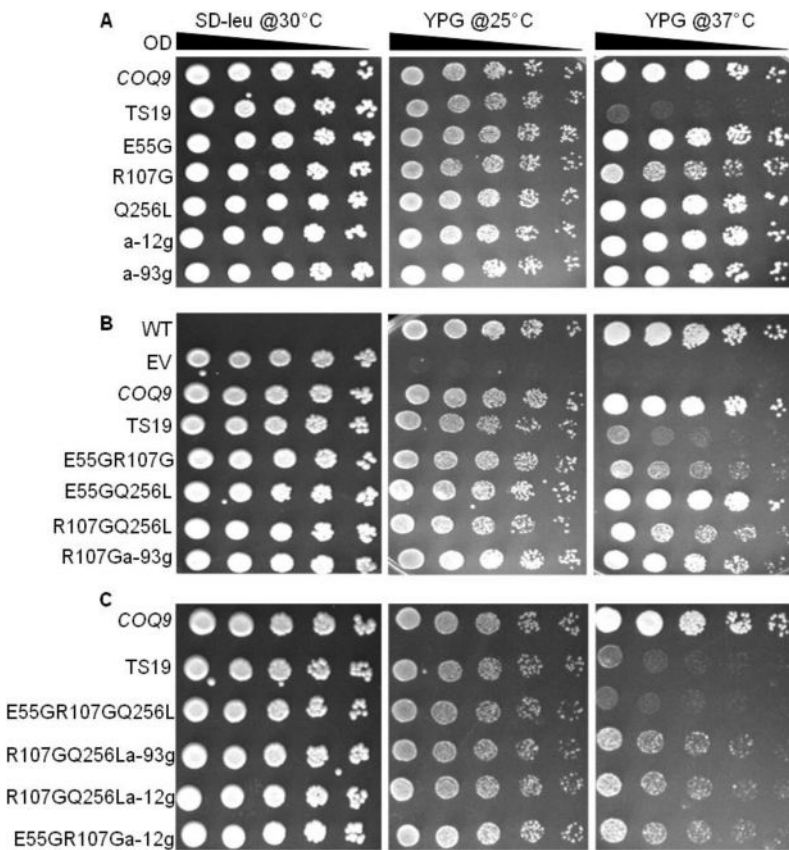 A SD-leu @30°C YPG @25°C YPG @37°C
OD
COQ9
TS19
E55G
R107G
Q256L
a-12g
a-93g
B
WT
EV
COQ9
TS19
E55GR107G
E55GQ256L
R107GQ256L
R107Ga-93g
C
COQ9
TS19
E55GR107GQ256L
R107GQ256La-93g
R107GQ256La-12g
E55GR107Ga-12g